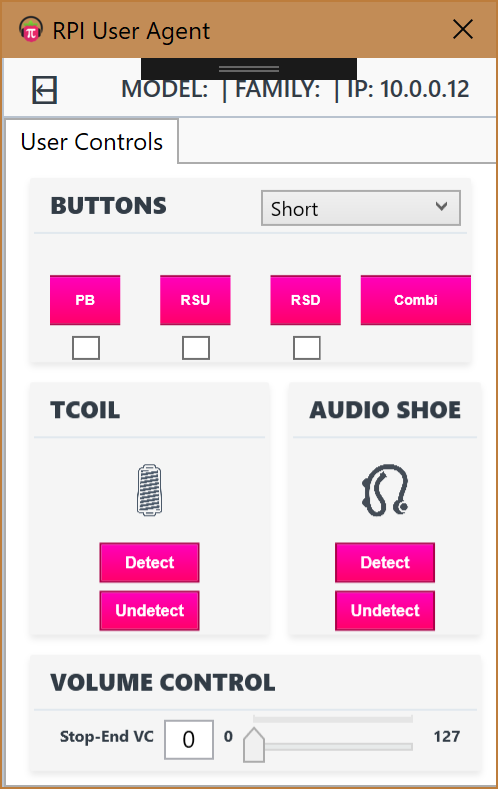 RPI User Agent
MODEL: | FAMILY: | IP: 10.0.0.12
User Controls
BUTTONS
Short
PB RSU RSD Combi
TCOIL AUDIO SHOE
Detect Detect
Undetect Undetect
VOLUME CONTROL
Stop-End VC 0 0 127